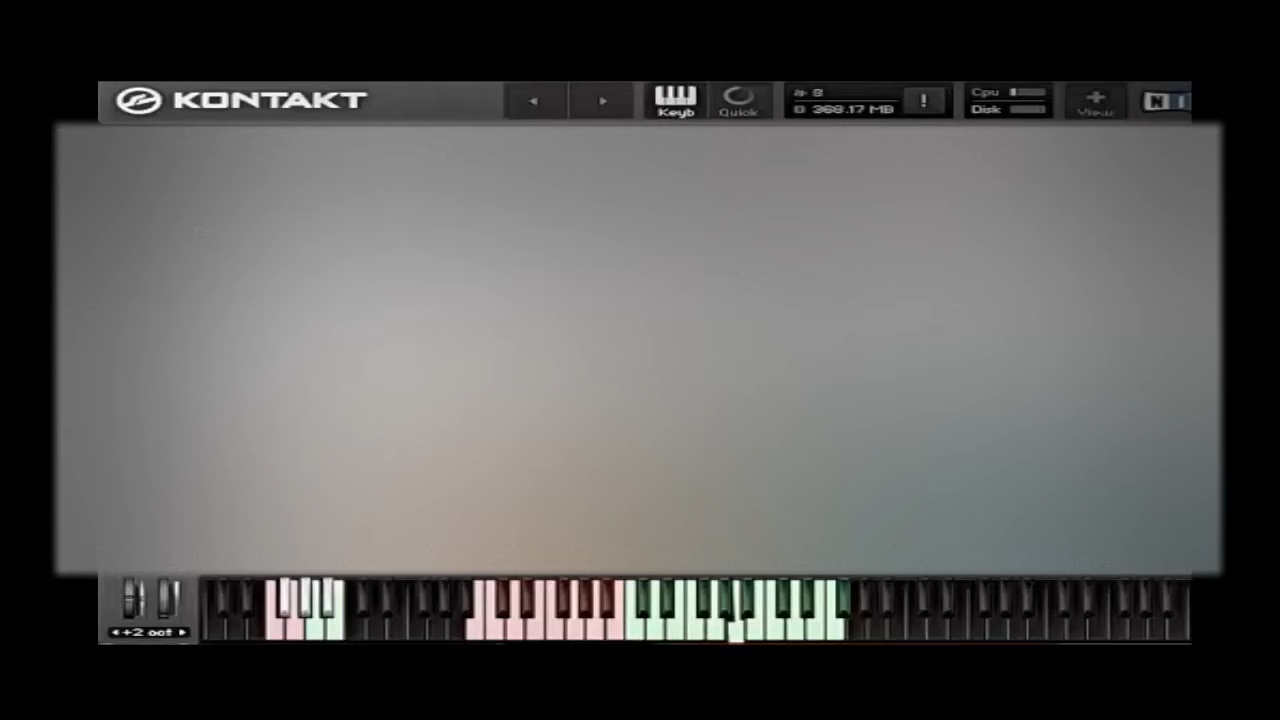 KONTAKT
Keyb
Quick
8
368.17 MB
!
Cpu
Disk
View
N I
+2 oct